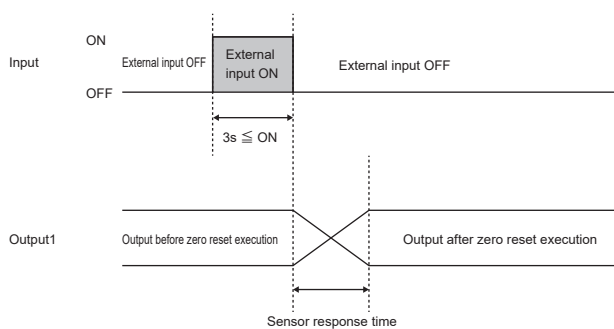 ON
Input
External input OFF
External
input ON
External input OFF
OFF
3s ≦ ON
Output1
Output before zero reset execution
Output after zero reset execution
Sensor response time